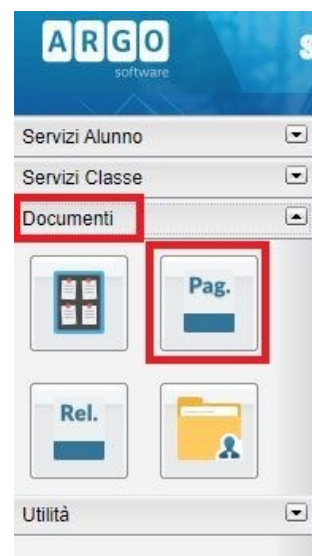 ARGO S
software
Servizi Alunno
Servizi Classe
Documenti
Pag.
Rel.
Utilità